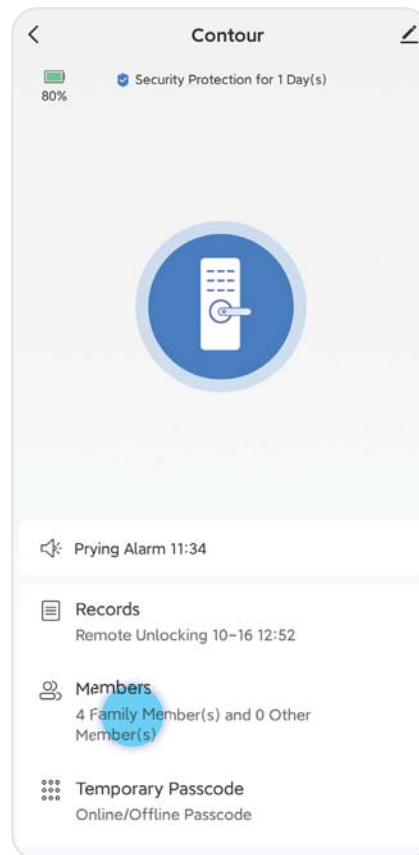 Contour
80%
Security Protection for 1 Day(s)
Prying Alarm 11:34
Records
Remote Unlocking 10-16 12:52
Members
4 Family Member(s) and 0 Other
Member(s)
Temporary Passcode
Online/Offline Passcode